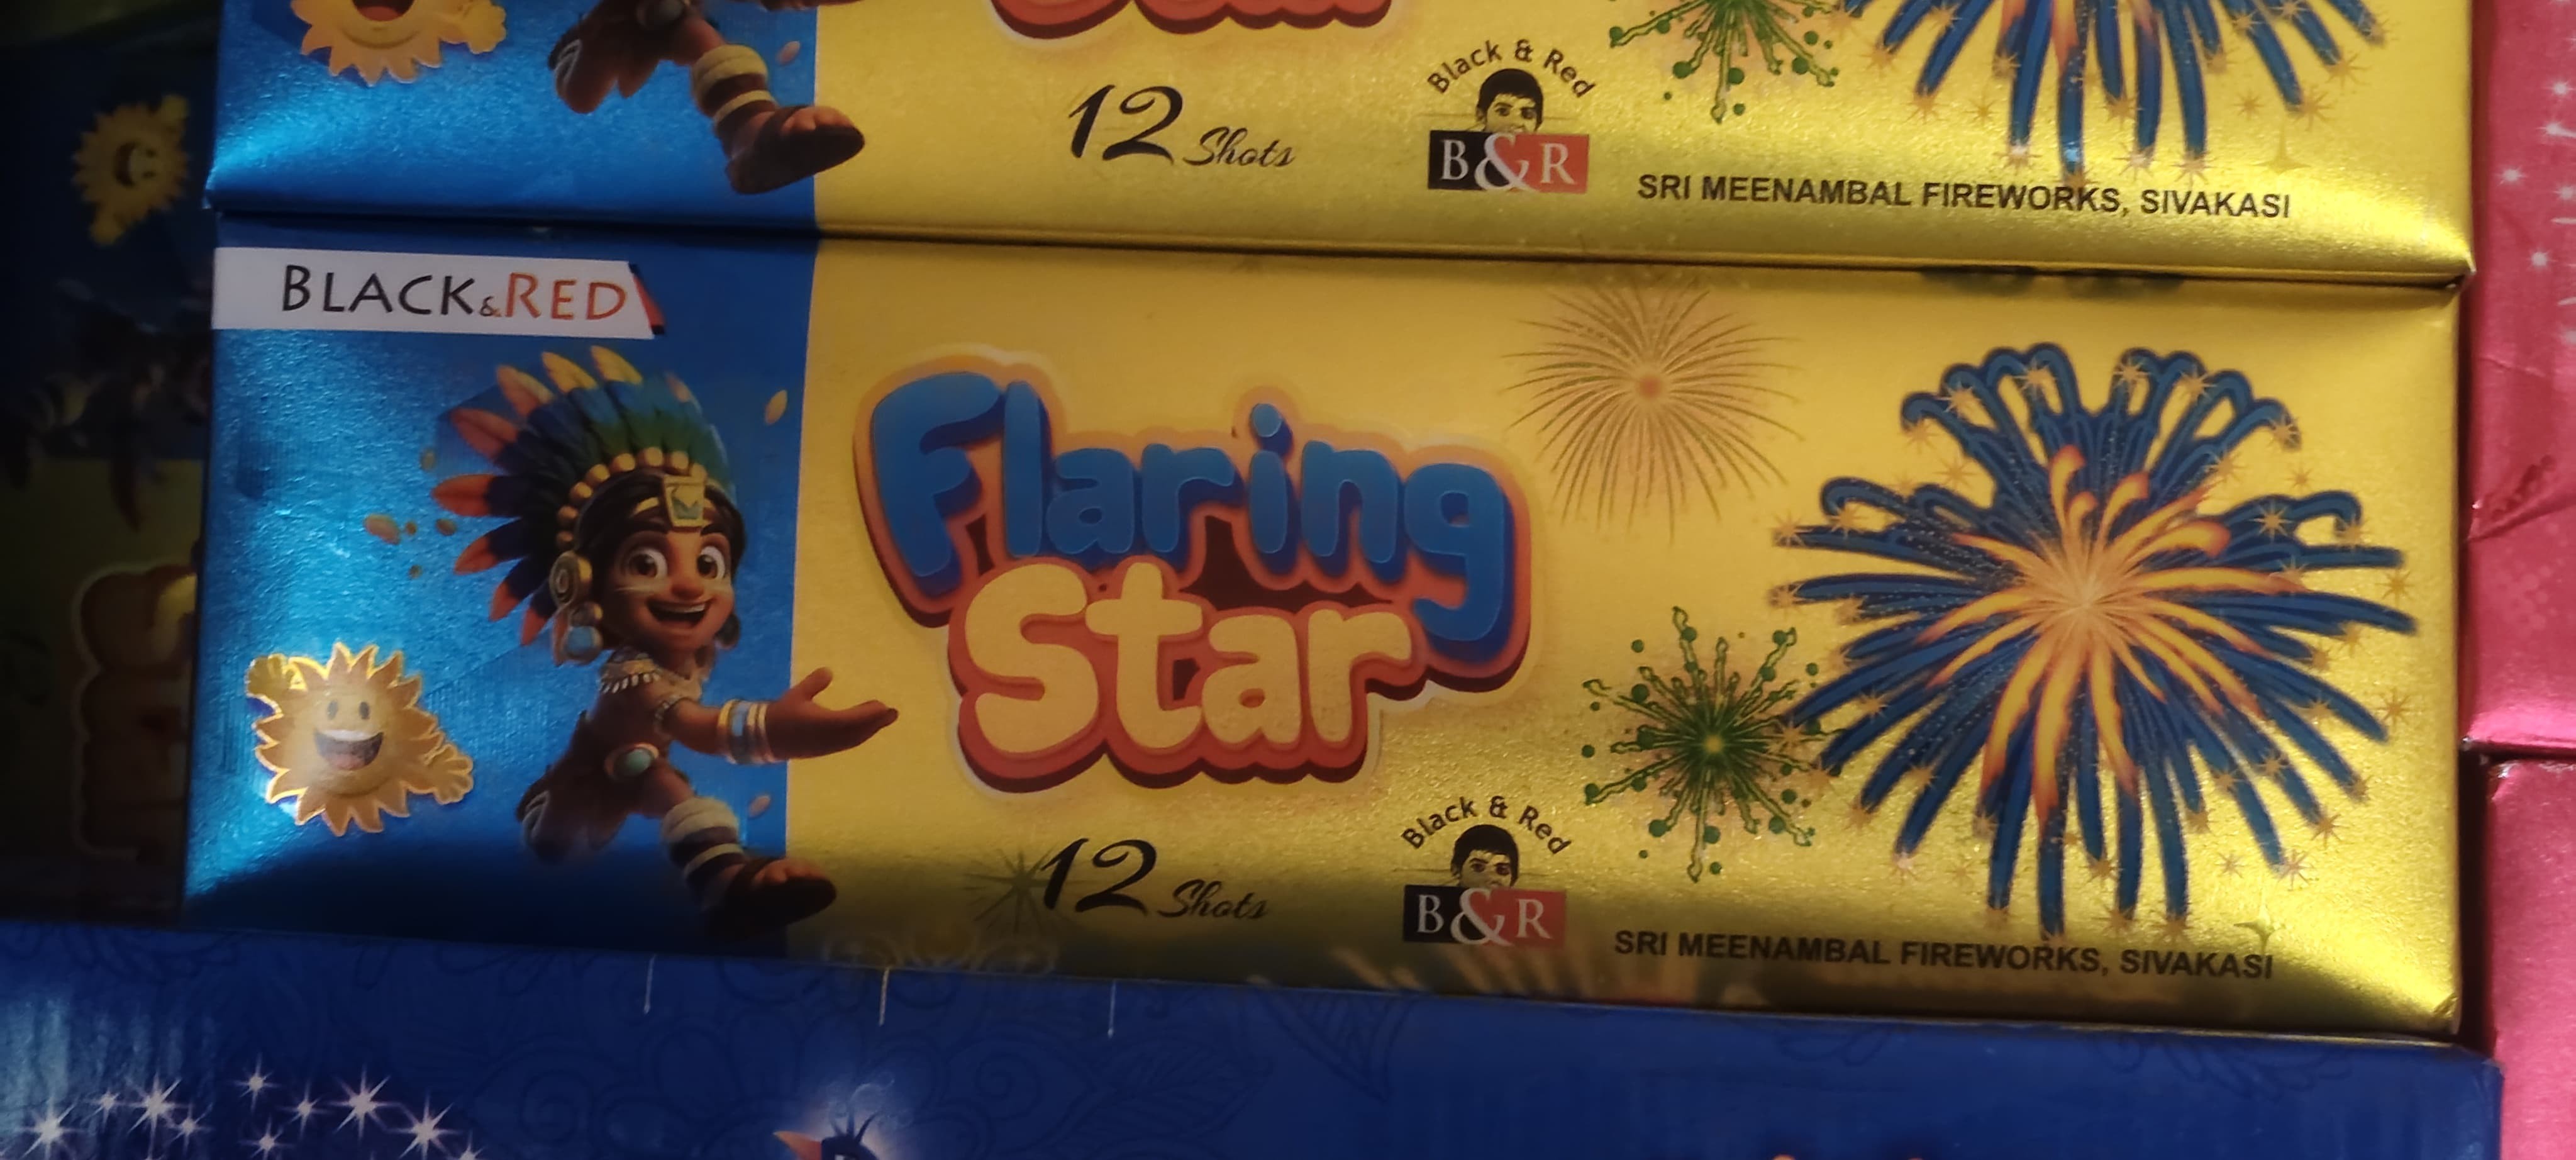 Star
12 Shots
Black & Red
B&R
SRI MEENAMBAL FIREWORKS, SIVAKASI
BLACK&RED
Flaring
Star
12 Shots
Black & Red
B&R
SRI MEENAMBAL FIREWORKS, SIVAKASI